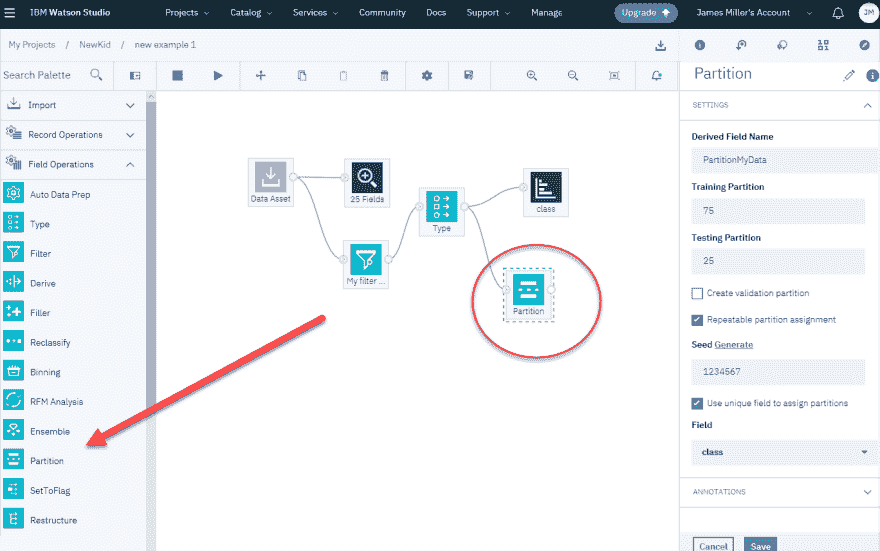 IBM Watson Studio
Projects
Catalog
Services
Community
Docs
Support
Manage
Upgrade
James Miller's Account
JM
My Projects / NewKid / new example 1
Search Palette
Import
Record Operations
Field Operations
Auto Data Prep
Type
Filter
Derive
Filler
Reclassify
Binning
RFM Analysis
Ensemble
Partition
SetToFlag
Restructure
Data Asset
25 Fields
My filter ...
Type
class
Partition
Partition
SETTINGS
Derived Field Name
PartitionMyData
Training Partition
75
Testing Partition
25
Create validation partition
Repeatable partition assignment
Seed Generate
1234567
Use unique field to assign partitions
Field
class
ANNOTATIONS
Cancel
Save